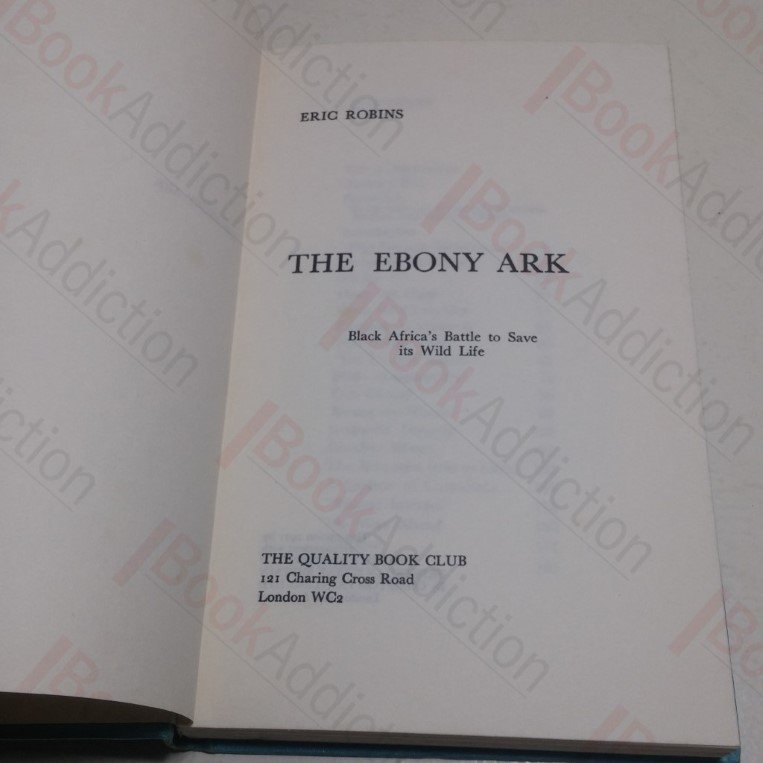 ERIC ROBINS
THE EBONY ARK
Black Africa's Battle to Save
its Wild Life
THE QUALITY BOOK CLUB
121 Charing Cross Road
London WC2
BookAddiction